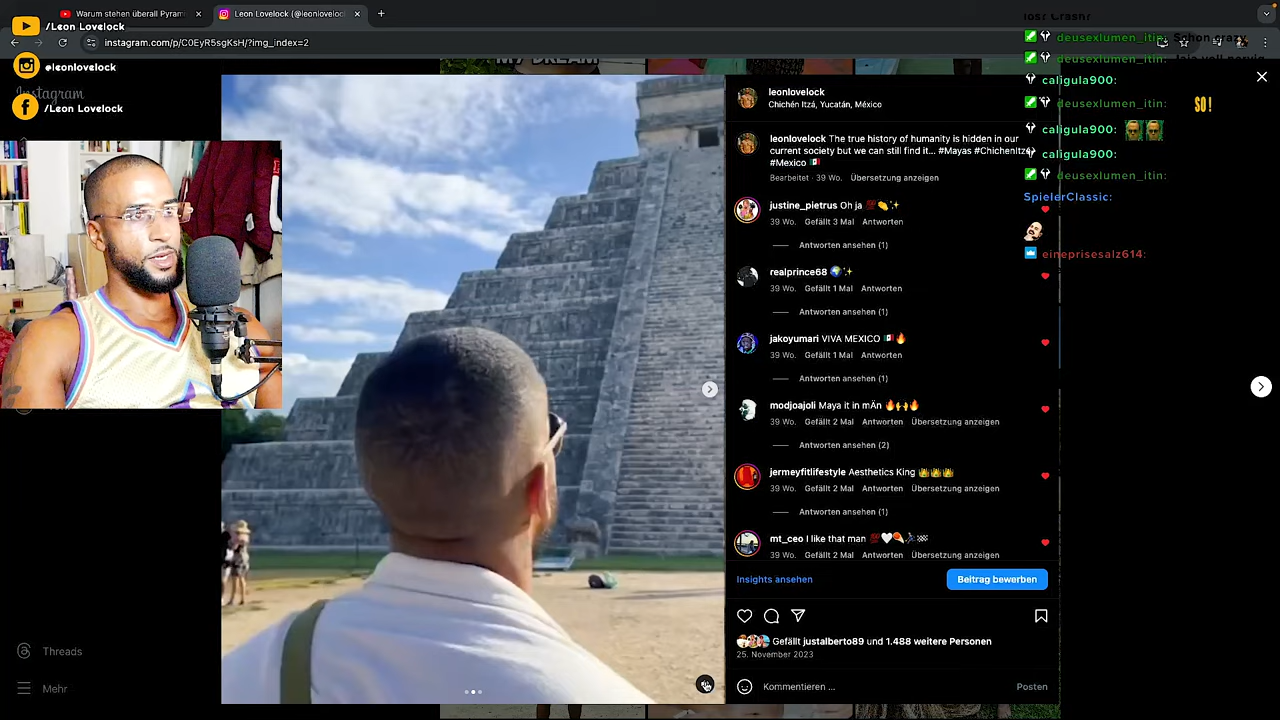 Warum stehen überall Pyram
Leon Lovelock (@leonlovelo
/Leon Lovelock
instagram.com/p/C0EyR5sgKsH/?img_index=2
@leonlovelock
Instagram
/Leon Lovelock
leonlovelock
Chichén Itzá, Yucatán, México
leonlovelock The true history of humanity is hidden in our
current society but we can still find it... #Mayas #ChichenItza
#Mexico 🇲🇽
Bearbeitet · 39 Wo. Übersetzung anzeigen
justine_pietrus Oh ja 💯👏✨
39 Wo. Gefällt 3 Mal Antworten
Antworten ansehen (1)
realprince68 🌍✨
39 Wo. Gefällt 1 Mal Antworten
Antworten ansehen (1)
jakoyumari VIVA MEXICO 🇲🇽🔥
39 Wo. Gefällt 1 Mal Antworten
Antworten ansehen (1)
modjoajoli Maya it in mÄn 🔥🙌🔥
39 Wo. Gefällt 2 Mal Antworten Übersetzung anzeigen
Antworten ansehen (2)
jermeyfitlifestyle Aesthetics King 👑👑👑
39 Wo. Gefällt 2 Mal Antworten Übersetzung anzeigen
Antworten ansehen (1)
mt_ceo I like that man
39 Wo. Gefällt 2 Mal Antworten Übersetzung anzeigen
Insights ansehen
Beitrag bewerben
Gefällt justalberto89 und 1.488 weitere Personen
25. November 2023
Kommentieren ...
Posten
Threads
Mehr
deusexlumen_itin: Schon crazy
deusexlumen_itin:
caligula900:
deusexlumen_itin: SO!
caligula900:
caligula900:
deusexlumen_itin:
SpielerClassic:
eineprisesalz614: